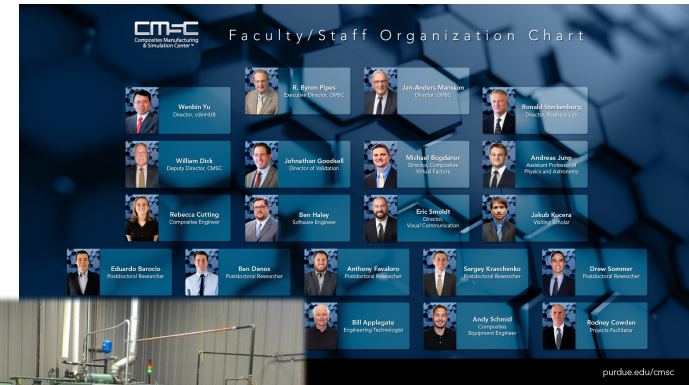 CMSC
Composites Manufacturing
& Simulation Center™
Faculty/Staff Organization Chart
Wenbin Yu
Director, cdmHUB
R. Byron Pipes
Executive Director, CMSC
Jan-Anders Mansson
Director, CMSC
Ronald Sterkenburg
William Dick
Deputy Director, CMSC
Johnathan Goodsell
Director of Validation
Michael Bogdanor
Director, Composites
Virtual Factory
Andreas Jung
Assistant Professor of
Physics and Astronomy
Rebecca Cutting
Composites Engineer
Ben Haley
Software Engineer
Eric Smoldt
Director,
Visual Communication
Jakub Kucera
Visiting Scholar
Eduardo Barocio
Postdoctoral Researcher
Ben Denos
Postdoctoral Researcher
Anthony Favaloro
Postdoctoral Researcher
Sergey Kravchenko
Postdoctoral Researcher
Drew Sommer
Postdoctoral Researcher
Bill Applegate
Engineering Technologist
Andy Schmid
Composites
Equipment Engineer
Rodney Cowden
Projects Facilitator
purdue.edu/cmsc